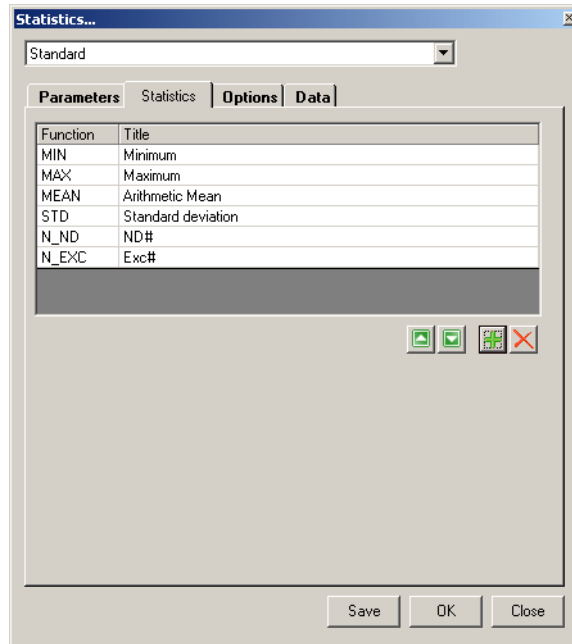 Statistics...
Standard
Parameters Statistics Options Data
Function Title
MIN Minimum
MAX Maximum
MEAN Arithmetic Mean
STD Standard deviation
N_ND ND#
N_EXC Exc#
Save OK Close